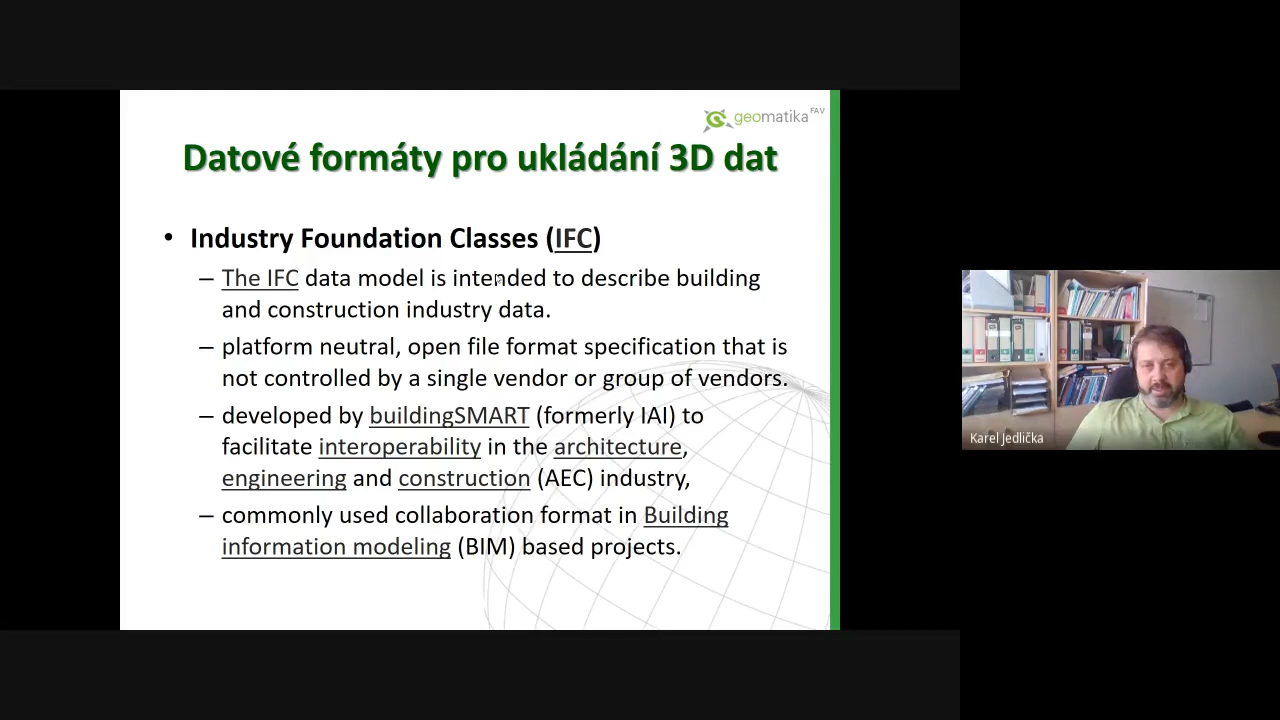 geomatika FAV
Datové formáty pro ukládání 3D dat
• Industry Foundation Classes (IFC)
– The IFC data model is intended to describe building
and construction industry data.
– platform neutral, open file format specification that is
not controlled by a single vendor or group of vendors.
– developed by buildingSMART (formerly IAI) to
facilitate interoperability in the architecture,
engineering and construction (AEC) industry,
– commonly used collaboration format in Building
information modeling (BIM) based projects.
Karel Jedlička